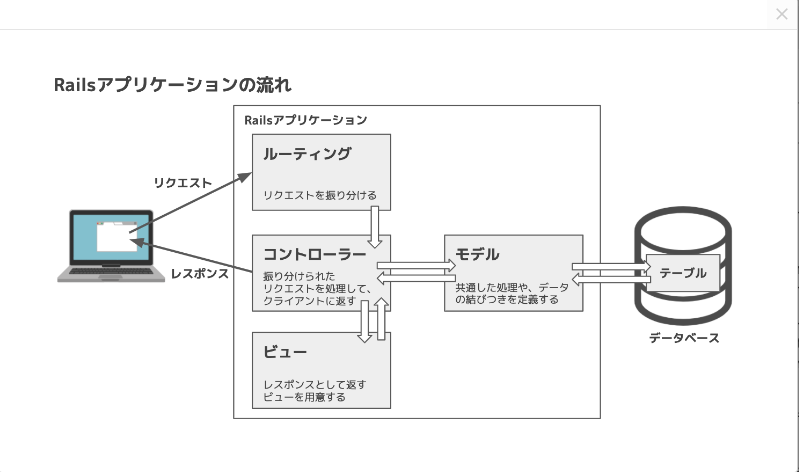 Railsアプリケーションの流れ
Railsアプリケーション
ルーティング
リクエストを振り分ける
リクエスト
レスポンス
コントローラー
振り分けられた
リクエストを処理して、
クライアントに返す
モデル
共通した処理や、データ
の結びつきを定義する
テーブル
データベース
ビュー
レスポンスとして返す
ビューを用意する